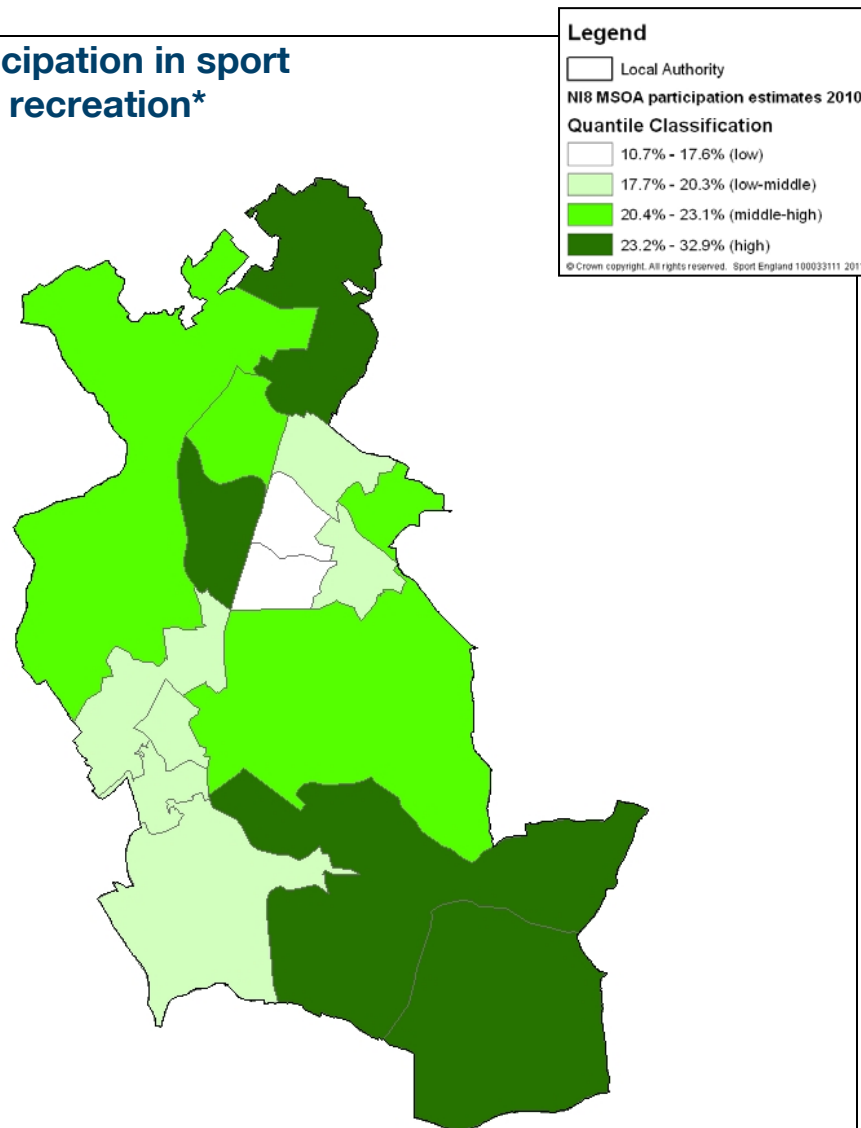 cipation in sport
recreation*
Legend
Local Authority
NI8 MSOA participation estimates 2010
Quantile Classification
10.7% - 17.6% (low)
17.7% - 20.3% (low-middle)
20.4% - 23.1% (middle-high)
23.2% - 32.9% (high)
© Crown copyright. All rights reserved. Sport England 100033111 201